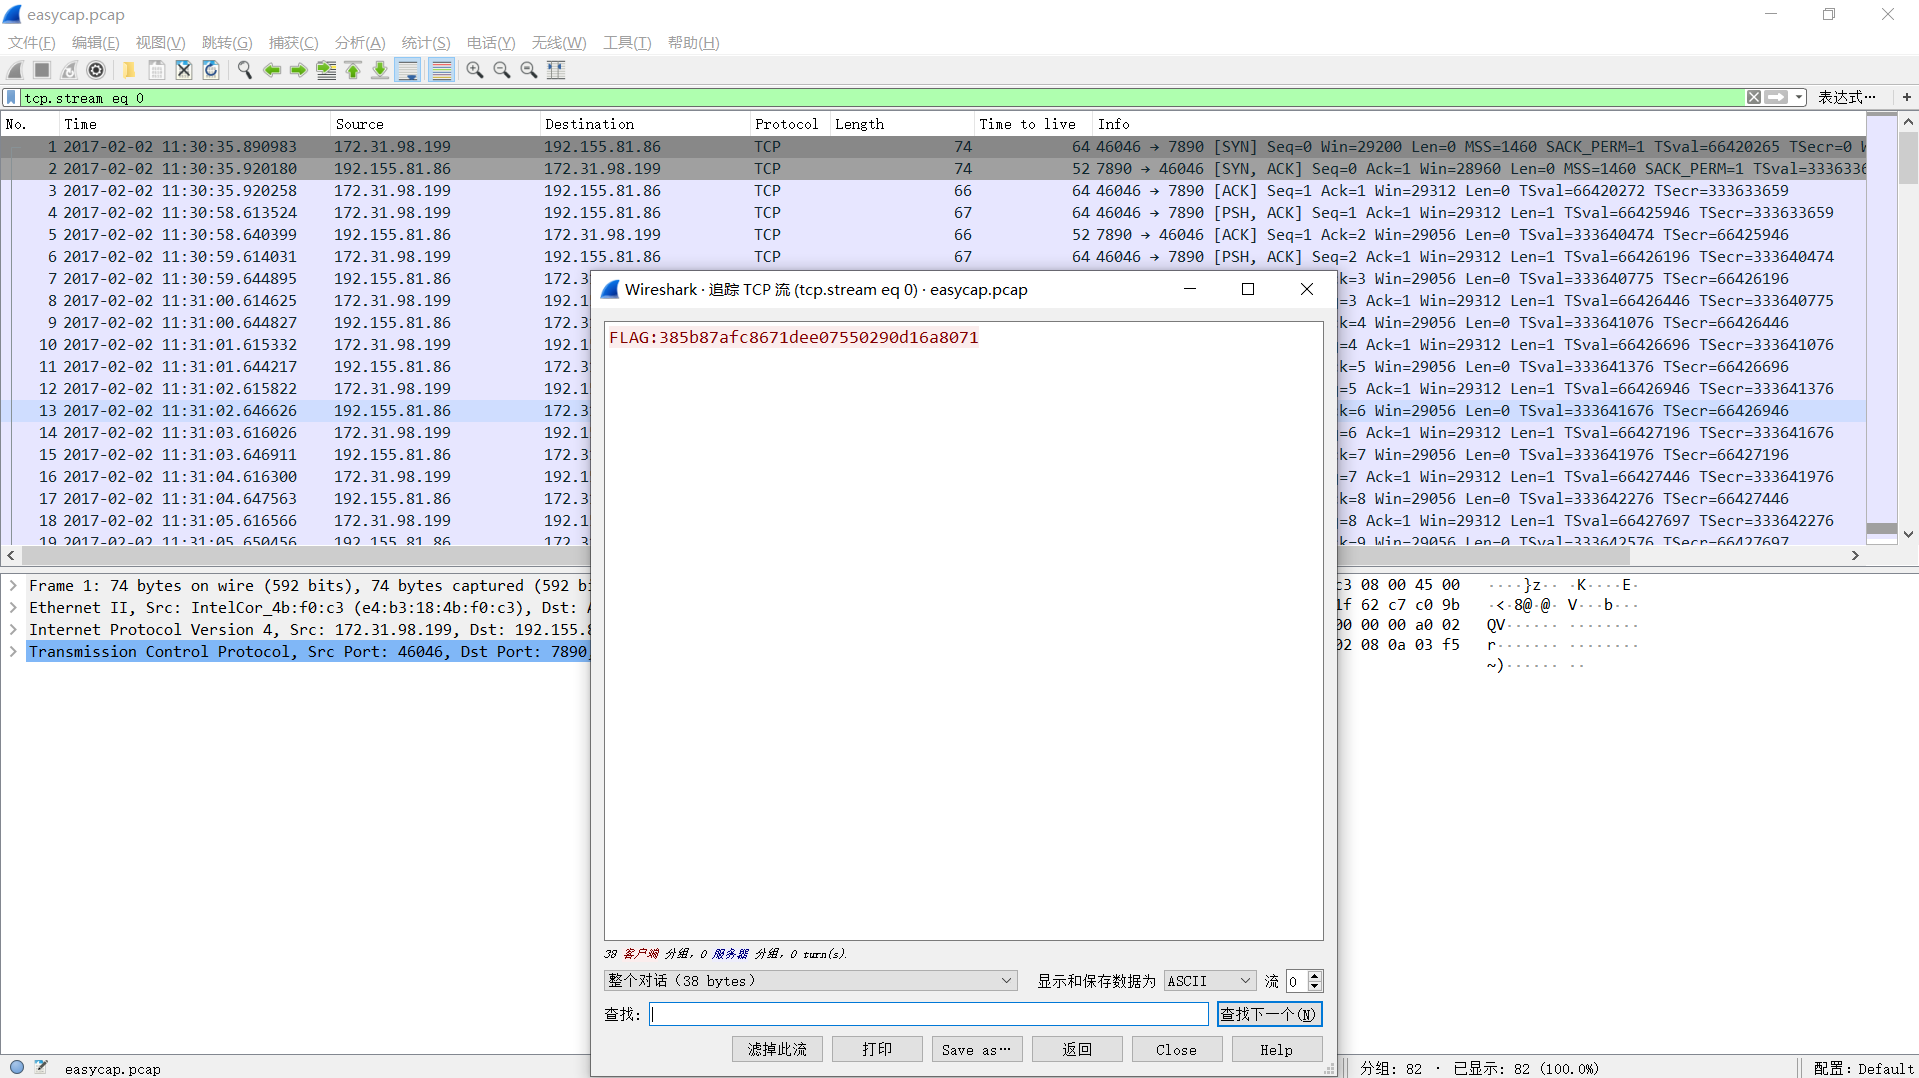 easycap.pcap
文件(F) 编辑(E) 视图(V) 跳转(G) 捕获(C) 分析(A) 统计(S) 电话(Y) 无线(W) 工具(T) 帮助(H)
tcp.stream eq 0 表达式… +
No. Time Source Destination Protocol Length Time to live Info
1 2017-02-02 11:30:35.890983 172.31.98.199 192.155.81.86 TCP 74 64 46046 → 7890 [SYN] Seq=0 Win=29200 Len=0 MSS=1460 SACK_PERM=1 TSval=66420265 TSecr=0 W
2 2017-02-02 11:30:35.920180 192.155.81.86 172.31.98.199 TCP 74 52 7890 → 46046 [SYN, ACK] Seq=0 Ack=1 Win=28960 Len=0 MSS=1460 SACK_PERM=1 TSval=3336336
3 2017-02-02 11:30:35.920258 172.31.98.199 192.155.81.86 TCP 66 64 46046 → 7890 [ACK] Seq=1 Ack=1 Win=29312 Len=0 TSval=66420272 TSecr=333633659
4 2017-02-02 11:30:58.613524 172.31.98.199 192.155.81.86 TCP 67 64 46046 → 7890 [PSH, ACK] Seq=1 Ack=1 Win=29312 Len=1 TSval=66425946 TSecr=333633659
5 2017-02-02 11:30:58.640399 192.155.81.86 172.31.98.199 TCP 66 52 7890 → 46046 [ACK] Seq=1 Ack=2 Win=29056 Len=0 TSval=333640474 TSecr=66425946
6 2017-02-02 11:30:59.614031 172.31.98.199 192.155.81.86 TCP 67 64 46046 → 7890 [PSH, ACK] Seq=2 Ack=1 Win=29312 Len=1 TSval=66426196 TSecr=333640474
7 2017-02-02 11:30:59.644895 192.155.81.86 172.3 k=3 Win=29056 Len=0 TSval=333640775 TSecr=66426196
8 2017-02-02 11:31:00.614625 172.31.98.199 192.1 =3 Ack=1 Win=29312 Len=1 TSval=66426446 TSecr=333640775
9 2017-02-02 11:31:00.644827 192.155.81.86 172.3 k=4 Win=29056 Len=0 TSval=333641076 TSecr=66426446
10 2017-02-02 11:31:01.615332 172.31.98.199 192.1 =4 Ack=1 Win=29312 Len=1 TSval=66426696 TSecr=333641076
11 2017-02-02 11:31:01.644217 192.155.81.86 172.3 k=5 Win=29056 Len=0 TSval=333641376 TSecr=66426696
12 2017-02-02 11:31:02.615822 172.31.98.199 192.1 =5 Ack=1 Win=29312 Len=1 TSval=66426946 TSecr=333641376
13 2017-02-02 11:31:02.646626 192.155.81.86 172.3 k=6 Win=29056 Len=0 TSval=333641676 TSecr=66426946
14 2017-02-02 11:31:03.616026 172.31.98.199 192.1 =6 Ack=1 Win=29312 Len=1 TSval=66427196 TSecr=333641676
15 2017-02-02 11:31:03.646911 192.155.81.86 172.3 k=7 Win=29056 Len=0 TSval=333641976 TSecr=66427196
16 2017-02-02 11:31:04.616300 172.31.98.199 192.1 =7 Ack=1 Win=29312 Len=1 TSval=66427446 TSecr=333641976
17 2017-02-02 11:31:04.647563 192.155.81.86 172.3 k=8 Win=29056 Len=0 TSval=333642276 TSecr=66427446
18 2017-02-02 11:31:05.616566 172.31.98.199 192.1 =8 Ack=1 Win=29312 Len=1 TSval=66427697 TSecr=333642276
19 2017-02-02 11:31:05.650456 192.155.81.86 172.3 k=9 Win=29056 Len=0 TSval=333642576 TSecr=66427697
Frame 1: 74 bytes on wire (592 bits), 74 bytes captured (592 bi
Ethernet II, Src: IntelCor_4b:f0:c3 (e4:b3:18:4b:f0:c3), Dst: A
Internet Protocol Version 4, Src: 172.31.98.199, Dst: 192.155.8
Transmission Control Protocol, Src Port: 46046, Dst Port: 7890,
c3 08 00 45 00 ····}z·· ·K····E·
1f 62 c7 c0 9b ·<·8@·@· V···b···
00 00 00 a0 02 QV······ ········
02 08 0a 03 f5 r······· ········
~)······ ··
Wireshark · 追踪 TCP 流 (tcp.stream eq 0) · easycap.pcap
FLAG:385b87afc8671dee07550290d16a8071
38 客户端 分组, 0 服务器 分组, 0 turn(s).
整个对话 (38 bytes) 显示和保存数据为 ASCII 流 0
查找: 查找下一个(N)
滤掉此流 打印 Save as… 返回 Close Help
easycap.pcap 分组: 82 · 已显示: 82 (100.0%) 配置: Default